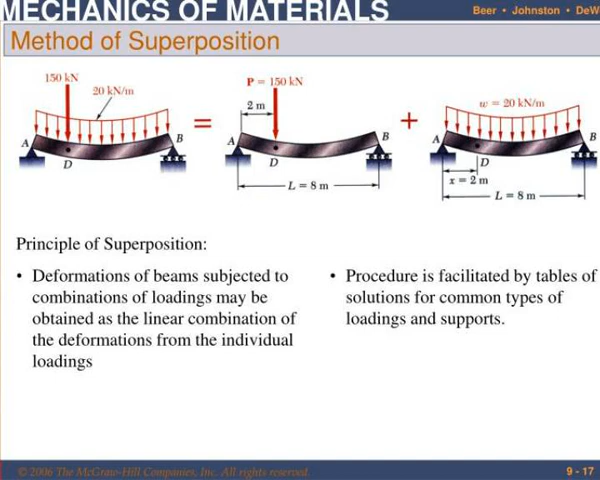 MECHANICS OF MATERIALS
Beer • Johnston • DeW
Method of Superposition
150 kN
20 kN/m
A
B
D
=
P = 150 kN
2 m
A
B
D
L = 8 m
+
w = 20 kN/m
A
B
D
x = 2 m
L = 8 m
Principle of Superposition:
• Deformations of beams subjected to
combinations of loadings may be
obtained as the linear combination of
the deformations from the individual
loadings
• Procedure is facilitated by tables of
solutions for common types of
loadings and supports.
© 2006 The McGraw-Hill Companies, Inc. All rights reserved.
9 - 17